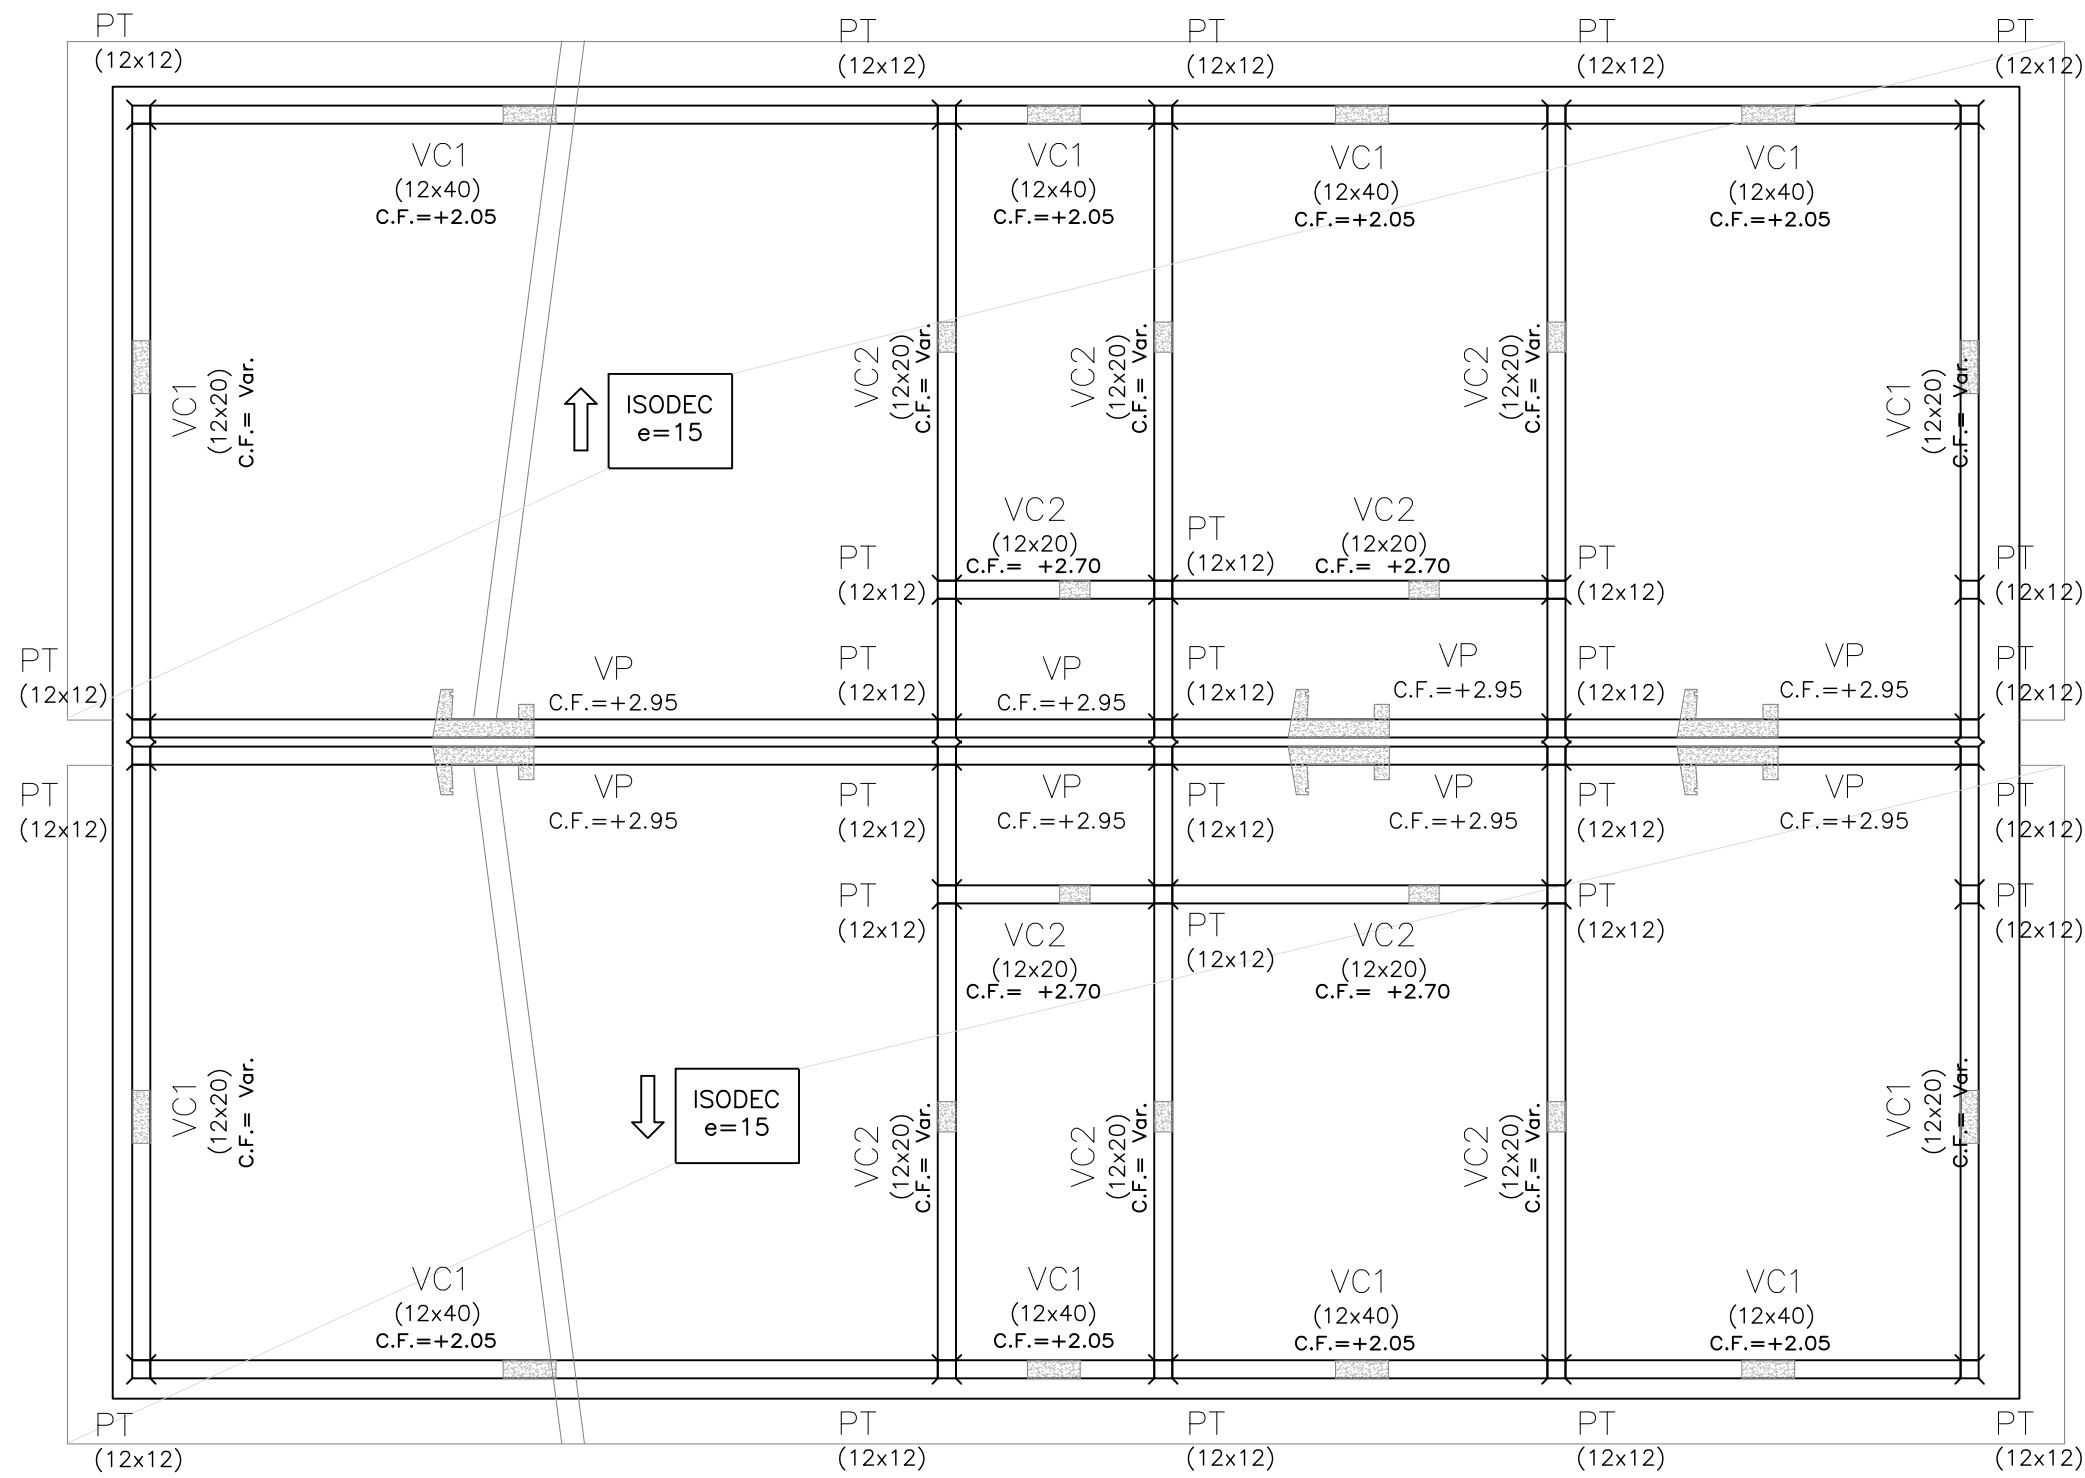 PT
(12x12)
PT
(12x12)
PT
(12x12)
PT
(12x12)
PT
(12x12)
VC1
(12x40)
C.F.=+2.05
VC1
(12x40)
C.F.=+2.05
VC1
(12x40)
C.F.=+2.05
VC1
(12x40)
C.F.=+2.05
VC1
(12x20)
C.F.= Var.
ISODEC
e=15
VC2
(12x20)
C.F.= Var.
VC2
(12x20)
C.F.= Var.
VC2
(12x20)
C.F.= Var.
VC1
(12x20)
C.F.= Var.
VC2
(12x20)
C.F.= +2.70
PT
(12x12)
VC2
(12x20)
C.F.= +2.70
PT
(12x12)
PT
(12x12)
PT
(12x12)
PT
(12x12)
VP
C.F.=+2.95
PT
(12x12)
VP
C.F.=+2.95
PT
(12x12)
VP
C.F.=+2.95
PT
(12x12)
VP
C.F.=+2.95
PT
(12x12)
PT
(12x12)
VP
C.F.=+2.95
PT
(12x12)
VP
C.F.=+2.95
PT
(12x12)
VP
C.F.=+2.95
PT
(12x12)
VP
C.F.=+2.95
PT
(12x12)
PT
(12x12)
VC2
(12x20)
C.F.= +2.70
PT
(12x12)
VC2
(12x20)
C.F.= +2.70
PT
(12x12)
PT
(12x12)
VC1
(12x20)
C.F.= Var.
ISODEC
e=15
VC2
(12x20)
C.F.= Var.
VC2
(12x20)
C.F.= Var.
VC2
(12x20)
C.F.= Var.
VC1
(12x20)
C.F.= Var.
VC1
(12x40)
C.F.=+2.05
VC1
(12x40)
C.F.=+2.05
VC1
(12x40)
C.F.=+2.05
VC1
(12x40)
C.F.=+2.05
PT
(12x12)
PT
(12x12)
PT
(12x12)
PT
(12x12)
PT
(12x12)